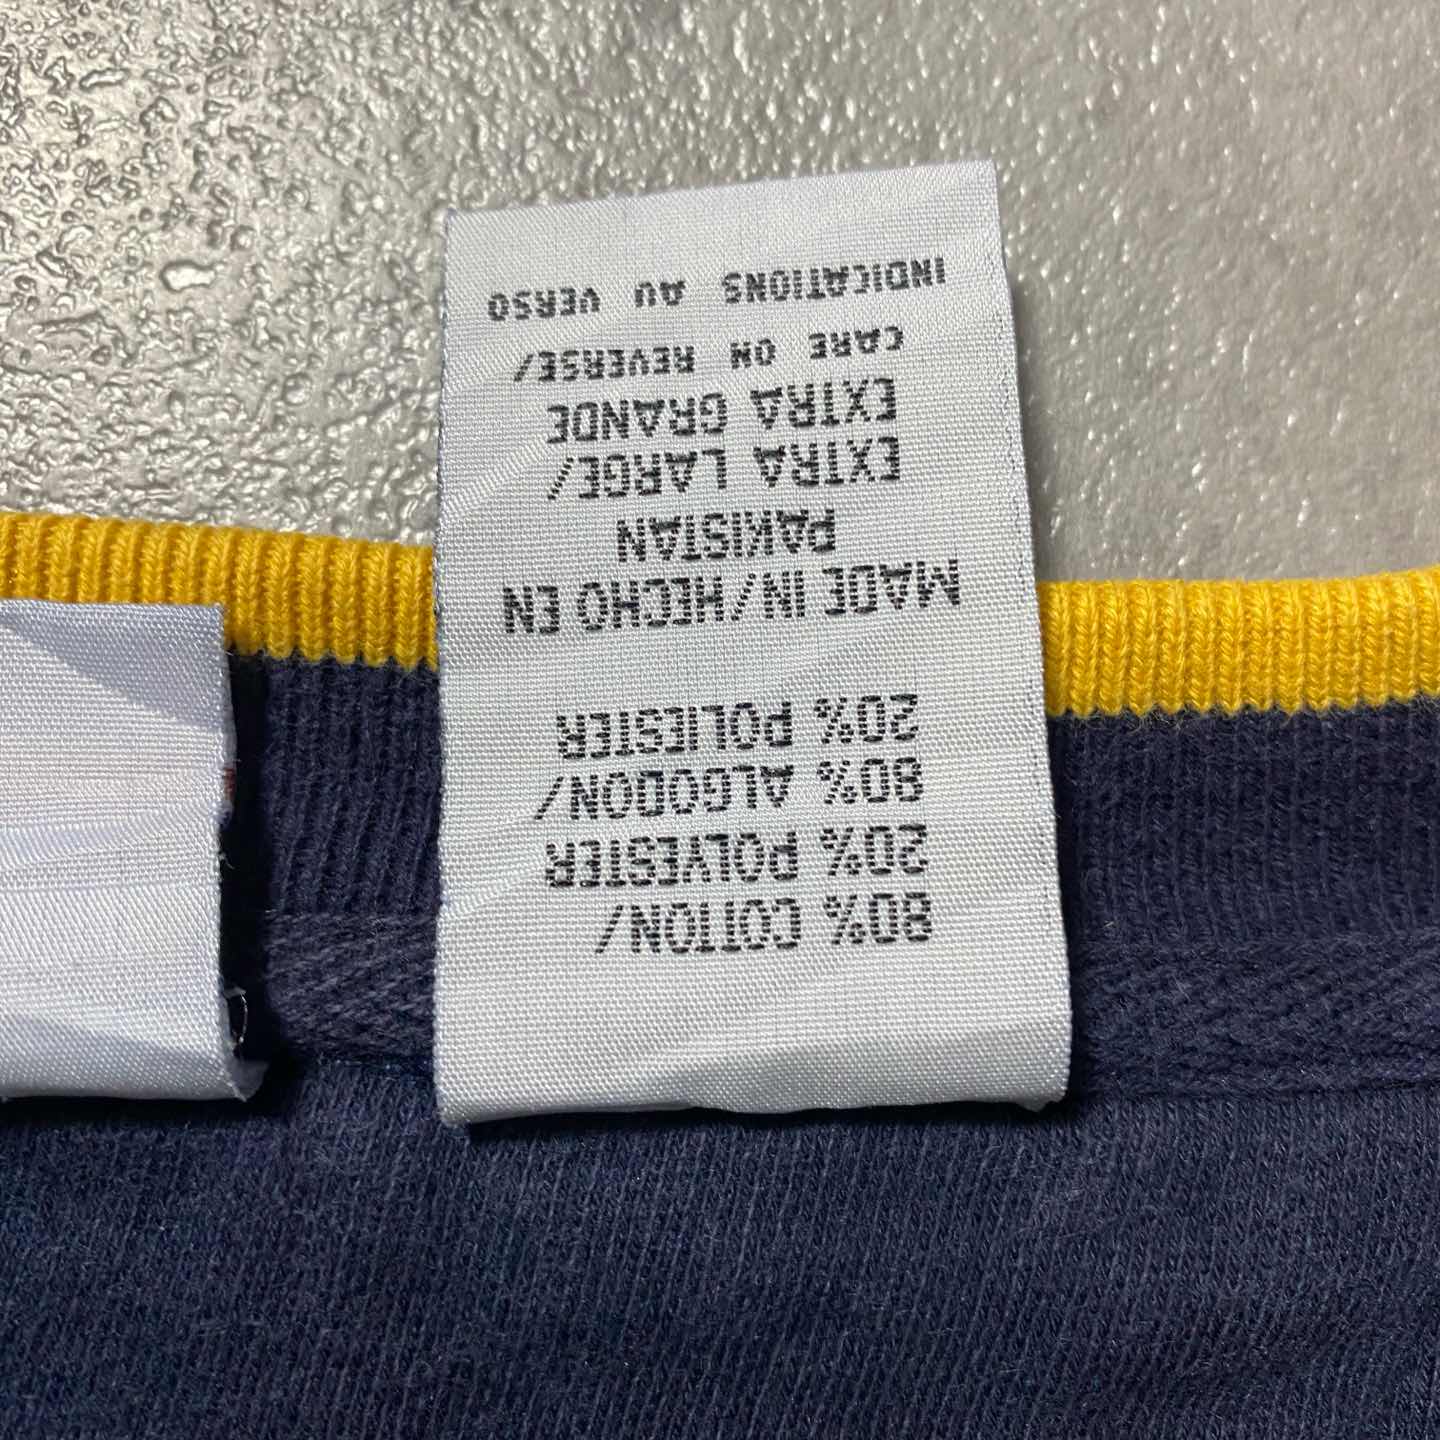 80% COTTON/
20% POLYESTER
80% ALGODON/
20% POLIESTER
MADE IN/HECHO EN
PAKISTAN
EXTRA LARGE/
EXTRA GRANDE
CARE ON REVERSE/
INDICATIONS AU VERSO